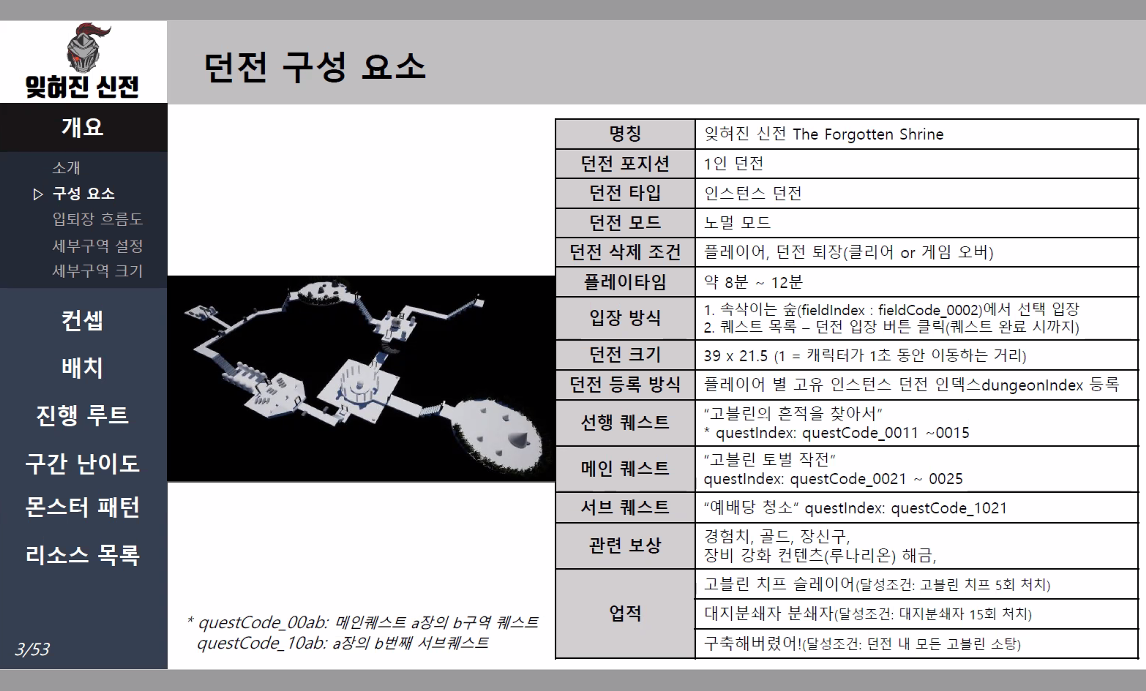 잊혀진 신전
던전 구성 요소
개요
소개
▷ 구성 요소
입퇴장 흐름도
세부구역 설정
세부구역 크기
컨셉
배치
진행 루트
구간 난이도
몬스터 패턴
리소스 목록
3/53
* questCode_00ab: 메인퀘스트 a장의 b구역 퀘스트
questCode_10ab: a장의 b번째 서브퀘스트
명칭 잊혀진 신전 The Forgotten Shrine
던전 포지션 1인 던전
던전 타입 인스턴스 던전
던전 모드 노멀 모드
던전 삭제 조건 플레이어, 던전 퇴장(클리어 or 게임 오버)
플레이타임 약 8분 ~ 12분
입장 방식
1. 속삭이는 숲(fieldIndex : fieldCode_0002)에서 선택 입장
2. 퀘스트 목록 – 던전 입장 버튼 클릭(퀘스트 완료 시까지)
던전 크기 39 x 21.5 (1 = 캐릭터가 1초 동안 이동하는 거리)
던전 등록 방식 플레이어 별 고유 인스턴스 던전 인덱스dungeonIndex 등록
선행 퀘스트
“고블린의 흔적을 찾아서”
* questIndex: questCode_0011 ~0015
메인 퀘스트
“고블린 토벌 작전”
questIndex: questCode_0021 ~ 0025
서브 퀘스트 “예배당 청소“ questIndex: questCode_1021
관련 보상
경험치, 골드, 장신구,
장비 강화 컨텐츠(루나리온) 해금,
업적
고블린 치프 슬레이어(달성조건: 고블린 치프 5회 처치)
대지분쇄자 분쇄자(달성조건: 대지분쇄자 15회 처치)
구축해버렸어!(달성조건: 던전 내 모든 고블린 소탕)